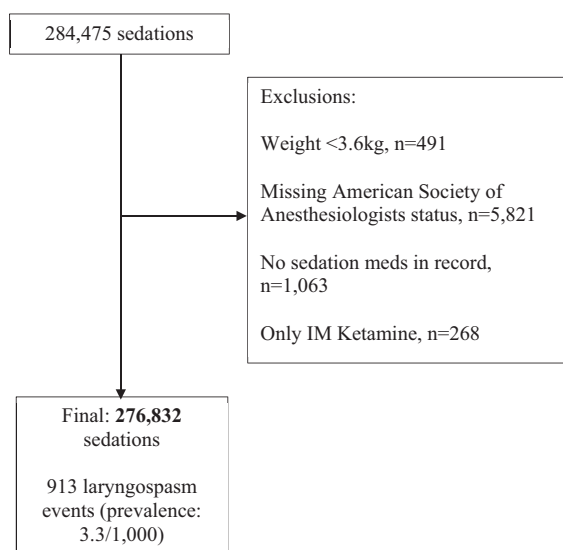 284,475 sedations
Exclusions:
Weight <3.6kg, n=491
Missing American Society of
Anesthesiologists status, n=5,821
No sedation meds in record,
n=1,063
Only IM Ketamine, n=268
Final: 276,832
sedations
913 laryngospasm
events (prevalence:
3.3/1,000)